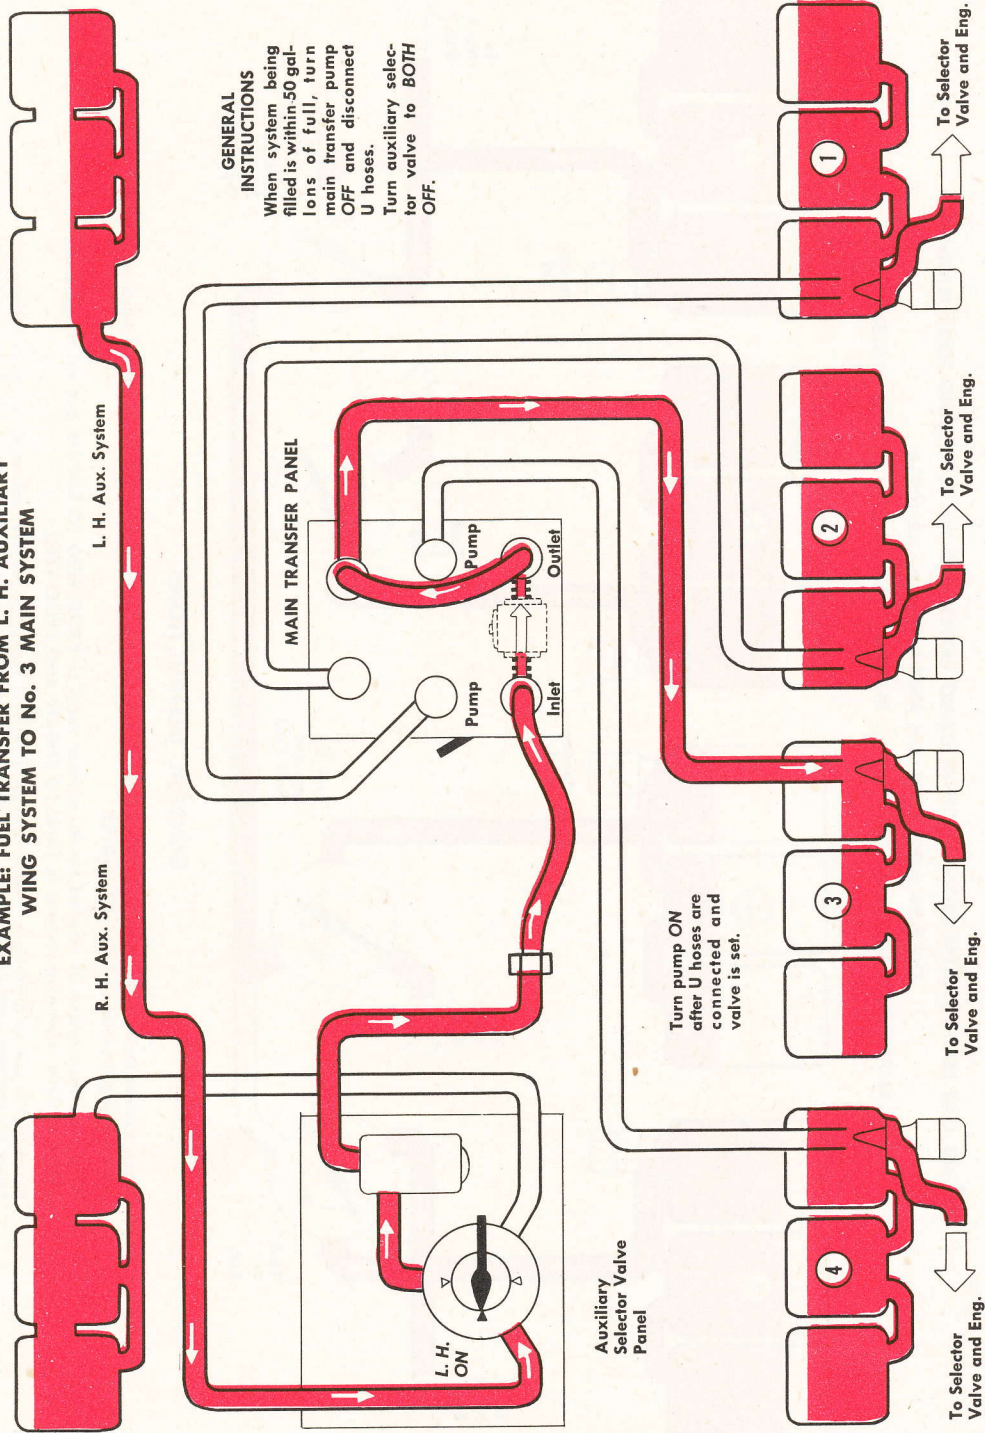 EXAMPLE: FUEL TRANSFER FROM L. H. AUXILIARY
WING SYSTEM TO No. 3 MAIN SYSTEM
R. H. Aux. System
L. H. Aux. System
GENERAL
INSTRUCTIONS
When system being
filled is within 50 gal-
lons of full, turn
main transfer pump
OFF and disconnect
U hoses.
Turn auxiliary selec-
tor valve to BOTH
OFF.
MAIN TRANSFER PANEL
Pump
Inlet
Pump
Outlet
L. H.
ON
Auxiliary
Selector Valve
Panel
Turn pump ON
after U hoses are
connected and
valve is set.
4
3
2
1
To Selector
Valve and Eng.
To Selector
Valve and Eng.
To Selector
Valve and Eng.
To Selector
Valve and Eng.